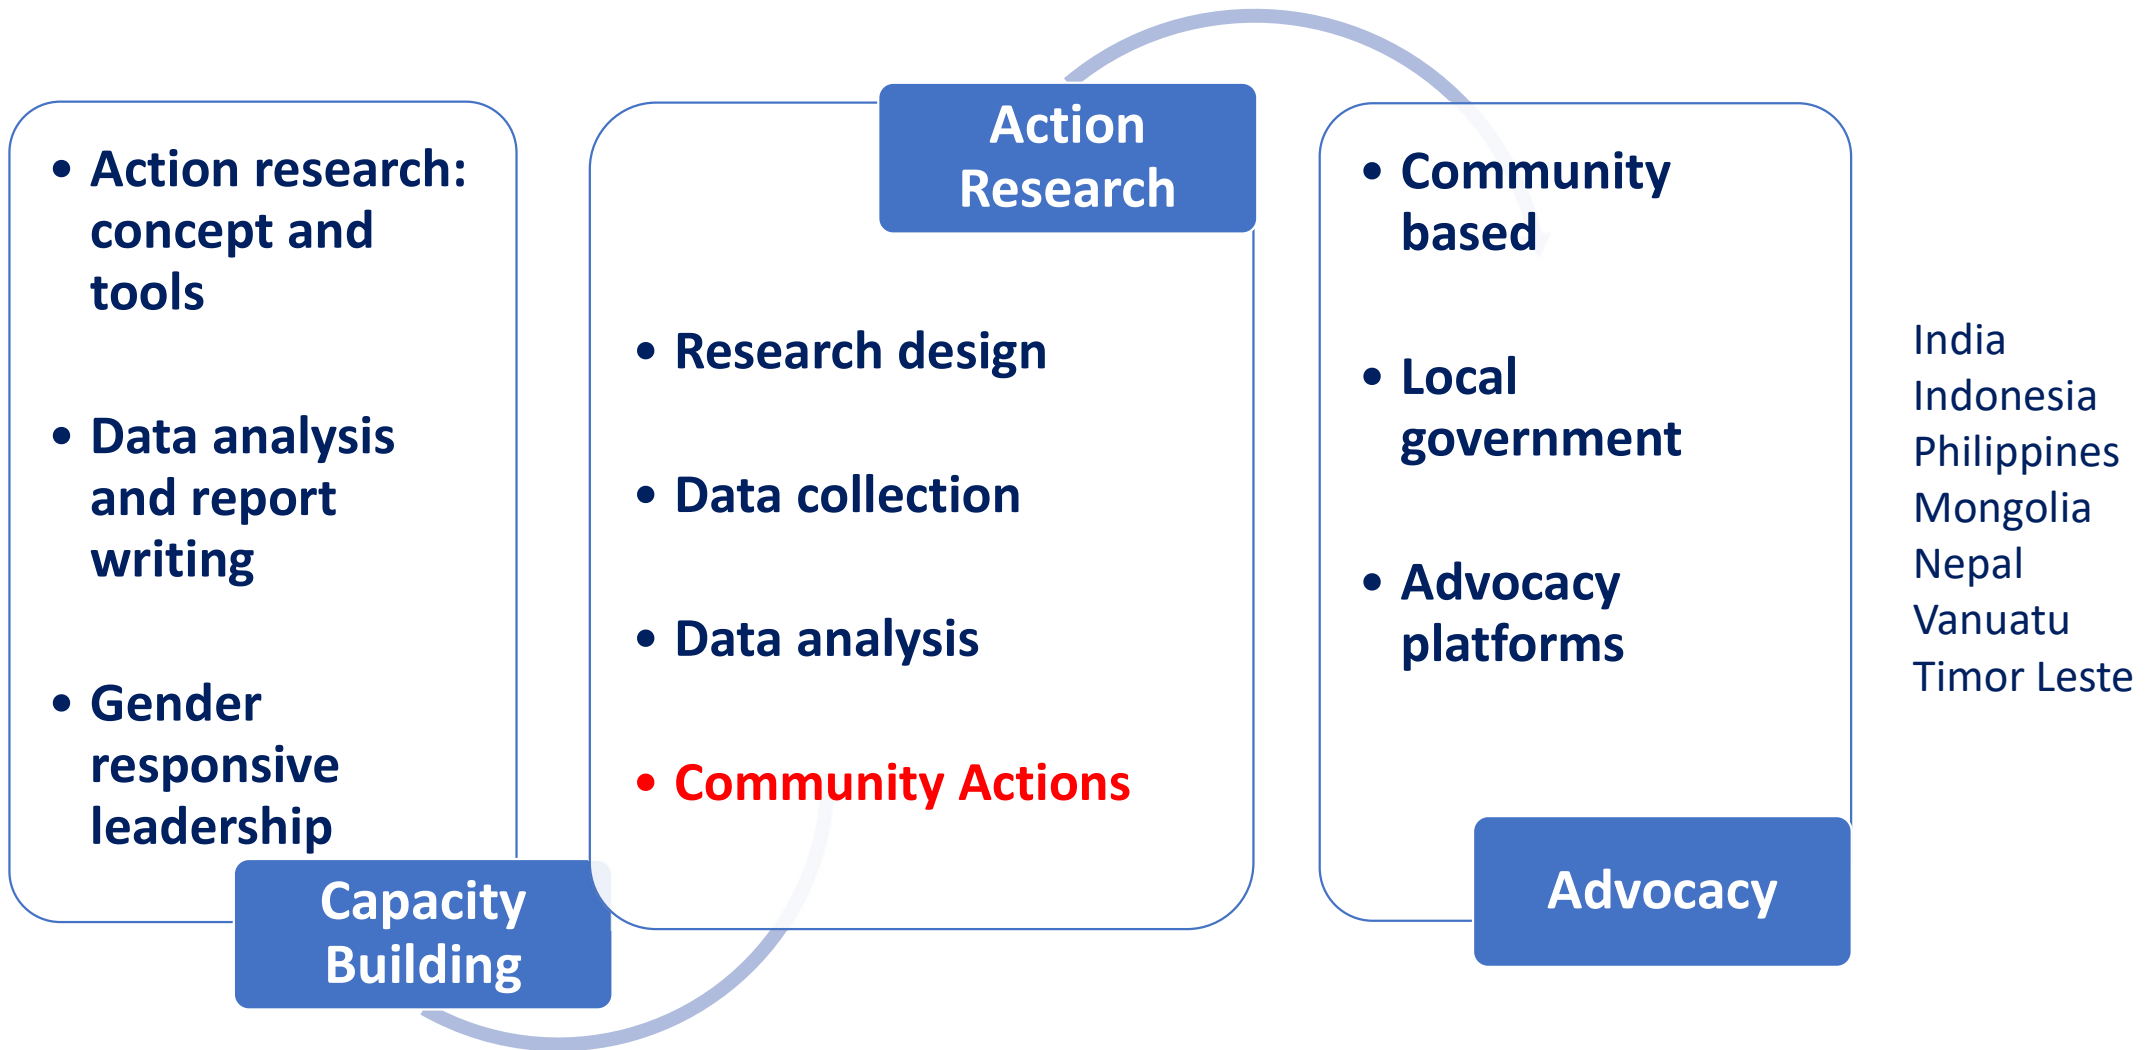 • Action research:
concept and
tools
• Data analysis
and report
writing
• Gender
responsive
leadership
Capacity
Building
Action
Research
• Research design
• Data collection
• Data analysis
• Community Actions
• Community
based
• Local
government
• Advocacy
platforms
Advocacy
India
Indonesia
Philippines
Mongolia
Nepal
Vanuatu
Timor Leste